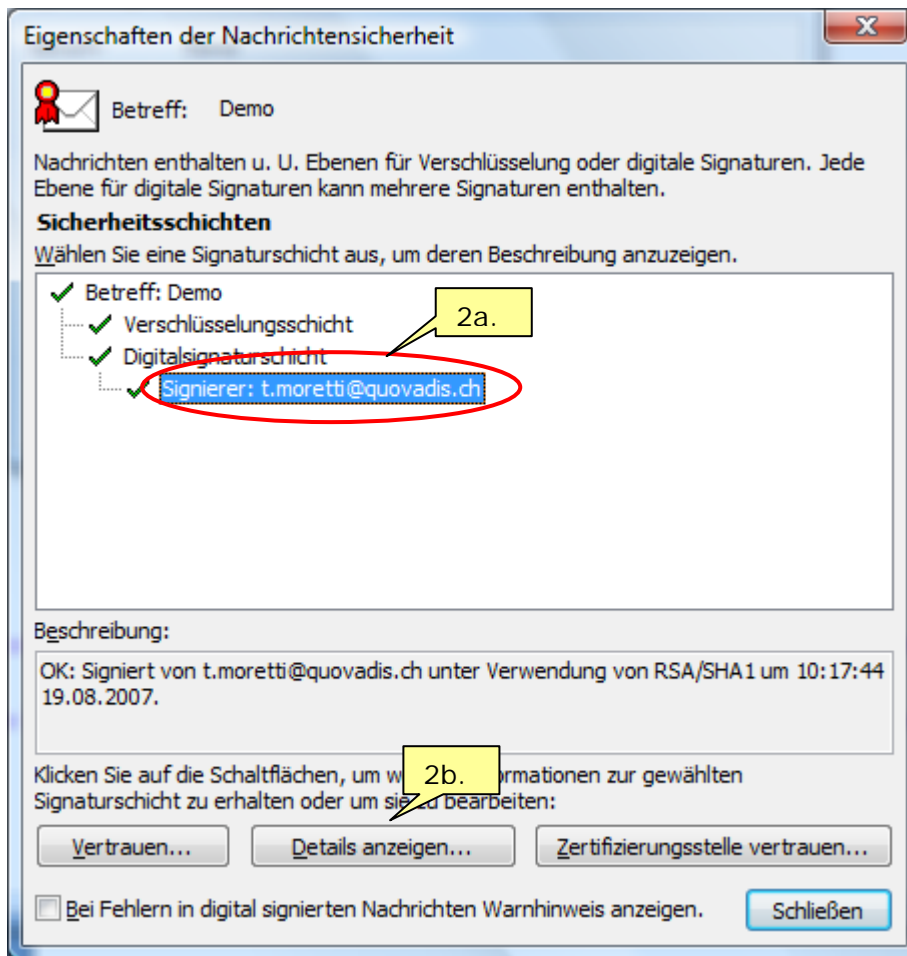 Eigenschaften der Nachrichtensicherheit
Betreff: Demo
Nachrichten enthalten u. U. Ebenen für Verschlüsselung oder digitale Signaturen. Jede
Ebene für digitale Signaturen kann mehrere Signaturen enthalten.
Sicherheitsschichten
Wählen Sie eine Signaturschicht aus, um deren Beschreibung anzuzeigen.
Betreff: Demo
2a.
Verschlüsselungsschicht
Digitalsignaturschicht
Signierer: t.moretti@quovadis.ch
Beschreibung:
OK: Signiert von t.moretti@quovadis.ch unter Verwendung von RSA/SHA1 um 10:17:44
19.08.2007.
Klicken Sie auf die Schaltflächen, um w 2b. ormationen zur gewählten
Signaturschicht zu erhalten oder um sie zu bearbeiten:
Vertrauen... Details anzeigen... Zertifizierungsstelle vertrauen...
Bei Fehlern in digital signierten Nachrichten Warnhinweis anzeigen. Schließen